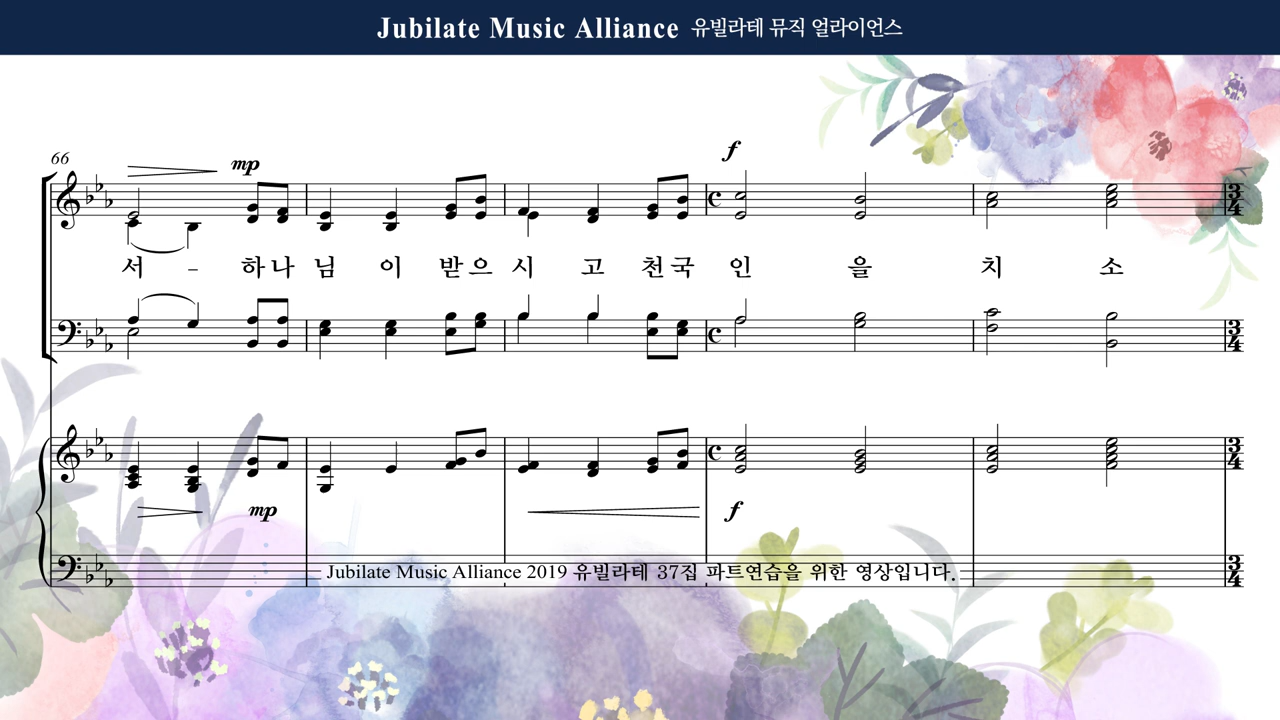 Jubilate Music Alliance 유빌라테 뮤직 얼라이언스
66
mp
f
서 - 하나 님 이 받으 시 고 천국 인 을 치 소
mp
f
Jubilate Music Alliance 2019 유빌라테 37집 파트연습을 위한 영상입니다.